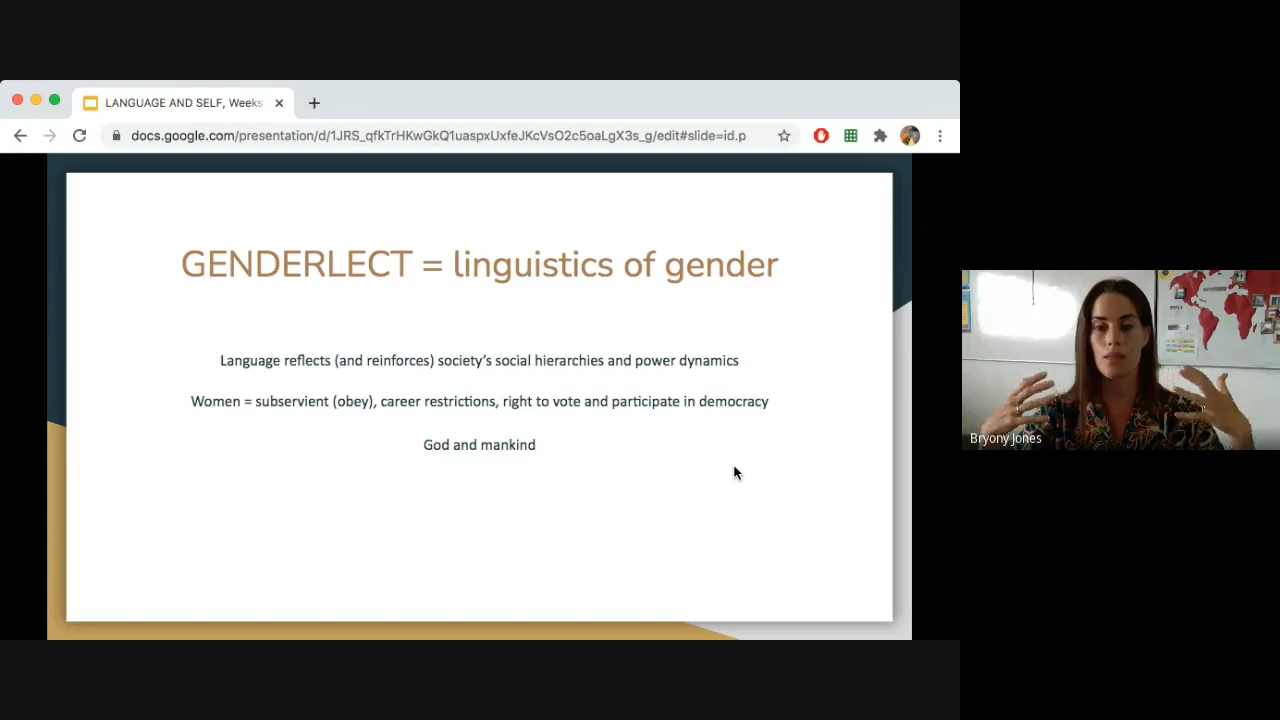 LANGUAGE AND SELF, Weeks
docs.google.com/presentation/d/1JRS_qfkTrHKwGkQ1uaspxUxfeJKcVsO2c5oaLgX3s_g/edit#slide=id.p
GENDERLECT = linguistics of gender
Language reflects (and reinforces) society’s social hierarchies and power dynamics
Women = subservient (obey), career restrictions, right to vote and participate in democracy
God and mankind
Bryony Jones